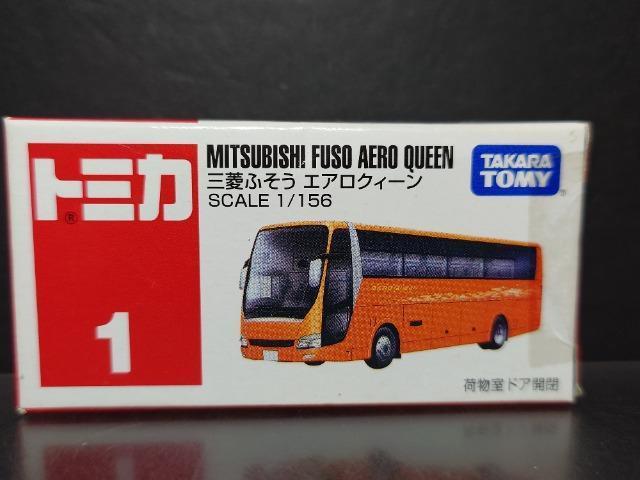 トミカ
®
1
MITSUBISHI FUSO AERO QUEEN
三菱ふそう エアロクィーン
SCALE 1/156
TAKARA
TOMY
荷物室ドア開閉